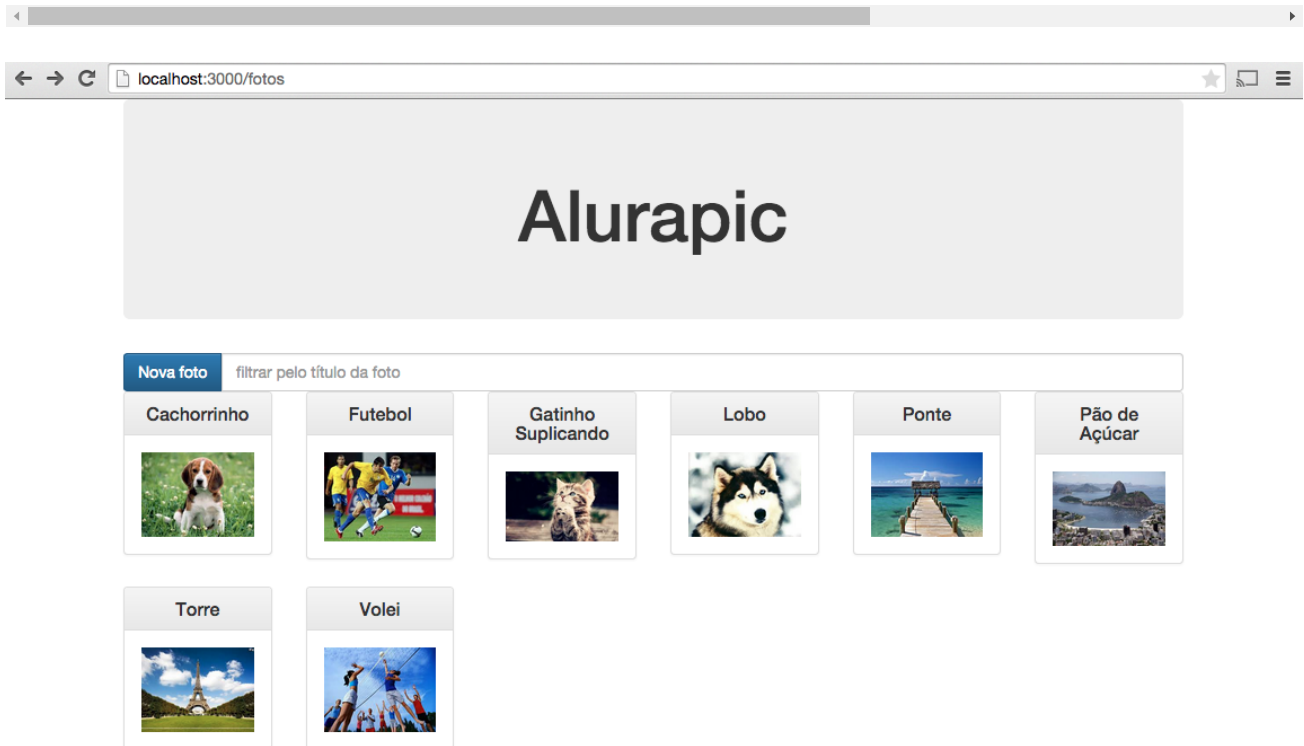 localhost:3000/fotos
Alurapic
Nova foto
filtrar pelo título da foto
Cachorrinho
Futebol
Gatinho
Suplicando
Lobo
Ponte
Pão de
Açúcar
Torre
Volei